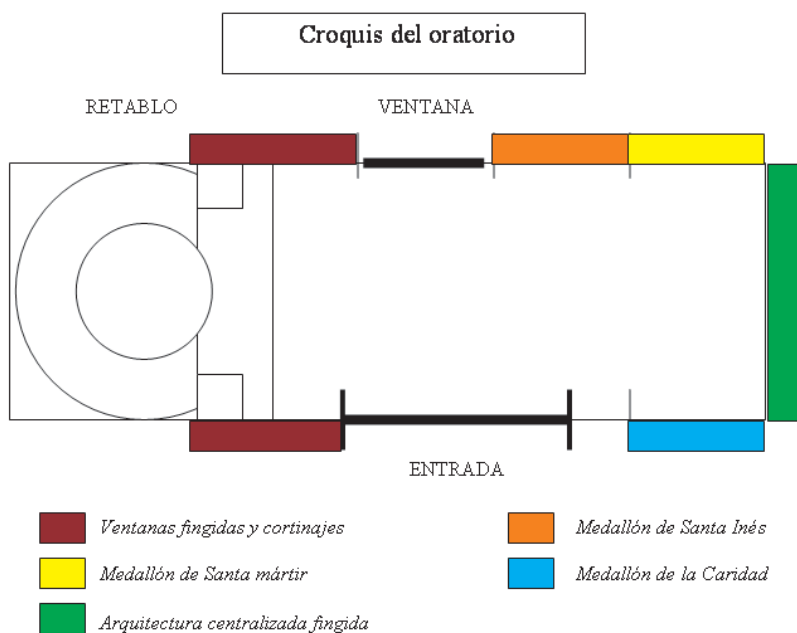 Croquis del oratorio
RETABLO
VENTANA
ENTRADA
Ventanas fingidas y cortinajes
Medallón de Santa Inés
Medallón de Santa mártir
Medallón de la Caridad
Arquitectura centralizada fingida